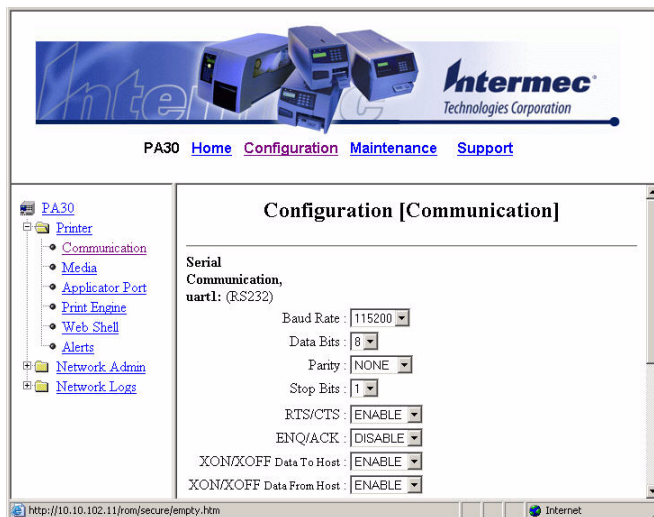 Inte
ec
Intermec
Technologies Corporation
PA30 Home Configuration Maintenance Support
PA30
Printer
Communication
Media
Applicator Port
Print Engine
Web Shell
Alerts
Network Admin
Network Logs
Configuration [Communication]
Serial
Communication,
uart1: (RS232)
Baud Rate : 115200
Data Bits : 8
Parity : NONE
Stop Bits : 1
RTS/CTS : ENABLE
ENQ/ACK : DISABLE
XON/XOFF Data To Host : ENABLE
XON/XOFF Data From Host : ENABLE
http://10.10.102.11/rom/secure/empty.htm
Internet